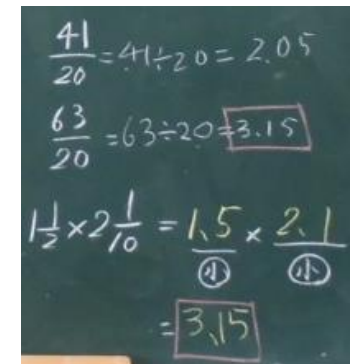 41/20 = 41÷20 = 2.05
63/20 = 63÷20 = 3.15
1 1/2 × 2 1/10 = 1.5 × 2.1
小 小
= 3.15